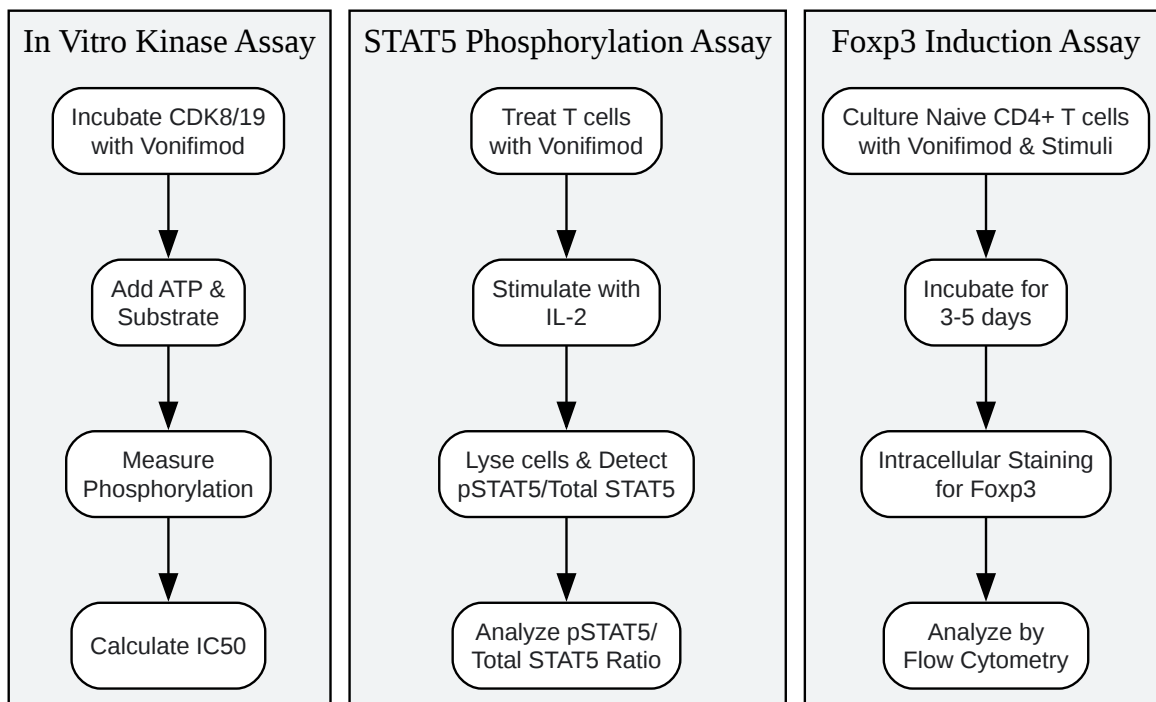 In Vitro Kinase Assay
Incubate CDK8/19
with Vonifimod
Add ATP &
Substrate
Measure
Phosphorylation
Calculate IC50
STAT5 Phosphorylation Assay
Treat T cells
with Vonifimod
Stimulate with
IL-2
Lyse cells & Detect
pSTAT5/Total STAT5
Analyze pSTAT5/
Total STAT5 Ratio
Foxp3 Induction Assay
Culture Naive CD4+ T cells
with Vonifimod & Stimuli
Incubate for
3-5 days
Intracellular Staining
for Foxp3
Analyze by
Flow Cytometry